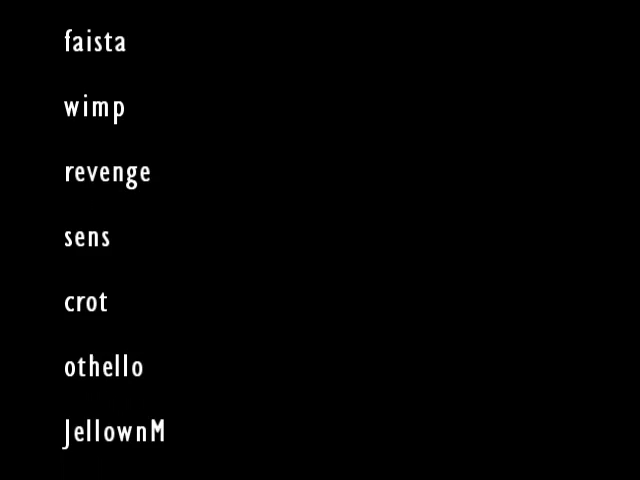 faista
wimp
revenge
sens
crot
othello
JellownM